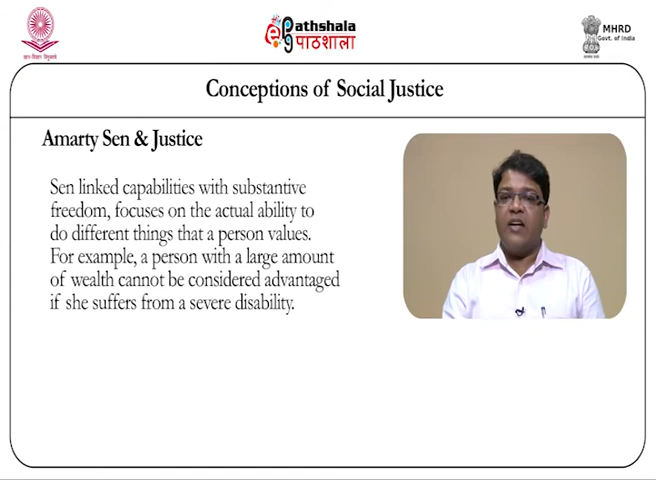 Pathshala
पाठशाला
MHRD
Govt. of India
Conceptions of Social Justice
Amarty Sen & Justice
Sen linked capabilities with substantive
freedom, focuses on the actual ability to
do different things that a person values.
For example, a person with a large amount
of wealth cannot be considered advantaged
if she suffers from a severe disability.